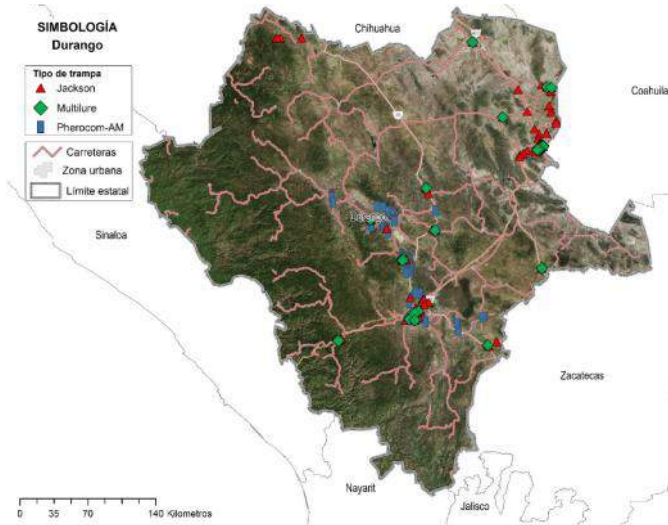 SIMBOLOGÍA
Durango
Tipo de trampa
Jackson
Multilure
Pherocom-AM
Carreteras
Zona urbana
Límite estatal
Chihuahua
Coahuila
Sinaloa
Zacatecas
Nayarit
Jalisco
0 35 70 140 Kilometros